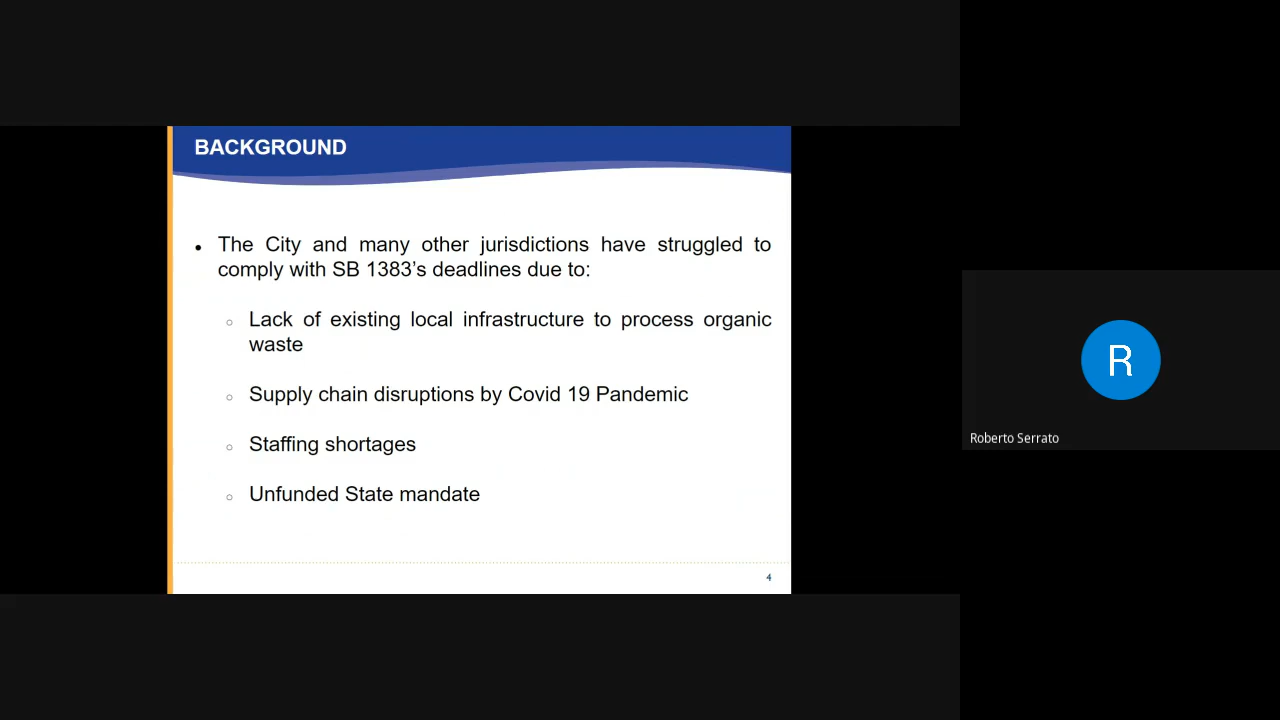 BACKGROUND
• The City and many other jurisdictions have struggled to
comply with SB 1383’s deadlines due to:
○ Lack of existing local infrastructure to process organic
waste
○ Supply chain disruptions by Covid 19 Pandemic
○ Staffing shortages
○ Unfunded State mandate
4
R
Roberto Serrato